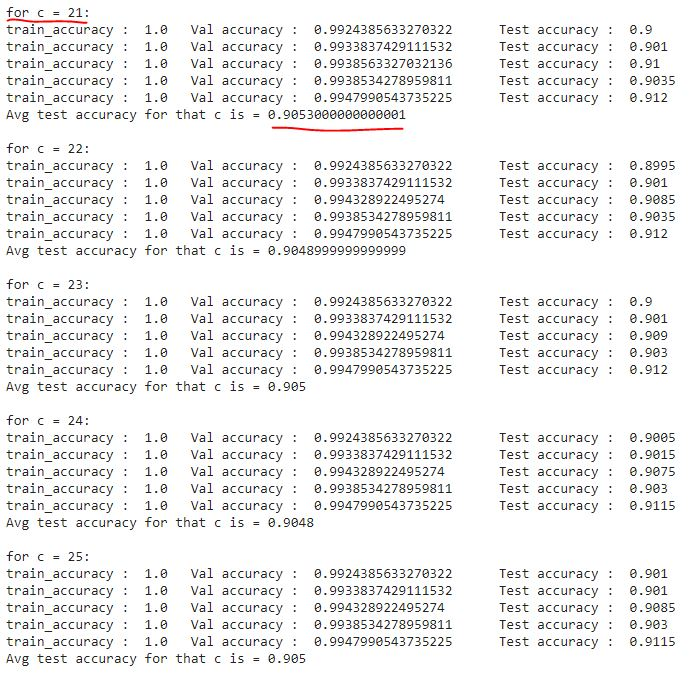 for c = 21:
train_accuracy :  1.0   Val accuracy :  0.9924385633270322      Test accuracy :  0.9
train_accuracy :  1.0   Val accuracy :  0.9933837429111532      Test accuracy :  0.901
train_accuracy :  1.0   Val accuracy :  0.9938563327032136      Test accuracy :  0.91
train_accuracy :  1.0   Val accuracy :  0.9938534278959811      Test accuracy :  0.9035
train_accuracy :  1.0   Val accuracy :  0.9947990543735225      Test accuracy :  0.912
Avg test accuracy for that c is = 0.9053000000000001
for c = 22:
train_accuracy :  1.0   Val accuracy :  0.9924385633270322      Test accuracy :  0.8995
train_accuracy :  1.0   Val accuracy :  0.9933837429111532      Test accuracy :  0.901
train_accuracy :  1.0   Val accuracy :  0.994328922495274       Test accuracy :  0.9085
train_accuracy :  1.0   Val accuracy :  0.9938534278959811      Test accuracy :  0.9035
train_accuracy :  1.0   Val accuracy :  0.9947990543735225      Test accuracy :  0.912
Avg test accuracy for that c is = 0.9048999999999999
for c = 23:
train_accuracy :  1.0   Val accuracy :  0.9924385633270322      Test accuracy :  0.9
train_accuracy :  1.0   Val accuracy :  0.9933837429111532      Test accuracy :  0.901
train_accuracy :  1.0   Val accuracy :  0.994328922495274       Test accuracy :  0.909
train_accuracy :  1.0   Val accuracy :  0.9938534278959811      Test accuracy :  0.903
train_accuracy :  1.0   Val accuracy :  0.9947990543735225      Test accuracy :  0.912
Avg test accuracy for that c is = 0.905
for c = 24:
train_accuracy :  1.0   Val accuracy :  0.9924385633270322      Test accuracy :  0.9005
train_accuracy :  1.0   Val accuracy :  0.9933837429111532      Test accuracy :  0.9015
train_accuracy :  1.0   Val accuracy :  0.994328922495274       Test accuracy :  0.9075
train_accuracy :  1.0   Val accuracy :  0.9938534278959811      Test accuracy :  0.903
train_accuracy :  1.0   Val accuracy :  0.9947990543735225      Test accuracy :  0.9115
Avg test accuracy for that c is = 0.9048
for c = 25:
train_accuracy :  1.0   Val accuracy :  0.9924385633270322      Test accuracy :  0.901
train_accuracy :  1.0   Val accuracy :  0.9933837429111532      Test accuracy :  0.901
train_accuracy :  1.0   Val accuracy :  0.994328922495274       Test accuracy :  0.9085
train_accuracy :  1.0   Val accuracy :  0.9938534278959811      Test accuracy :  0.903
train_accuracy :  1.0   Val accuracy :  0.9947990543735225      Test accuracy :  0.9115
Avg test accuracy for that c is = 0.905